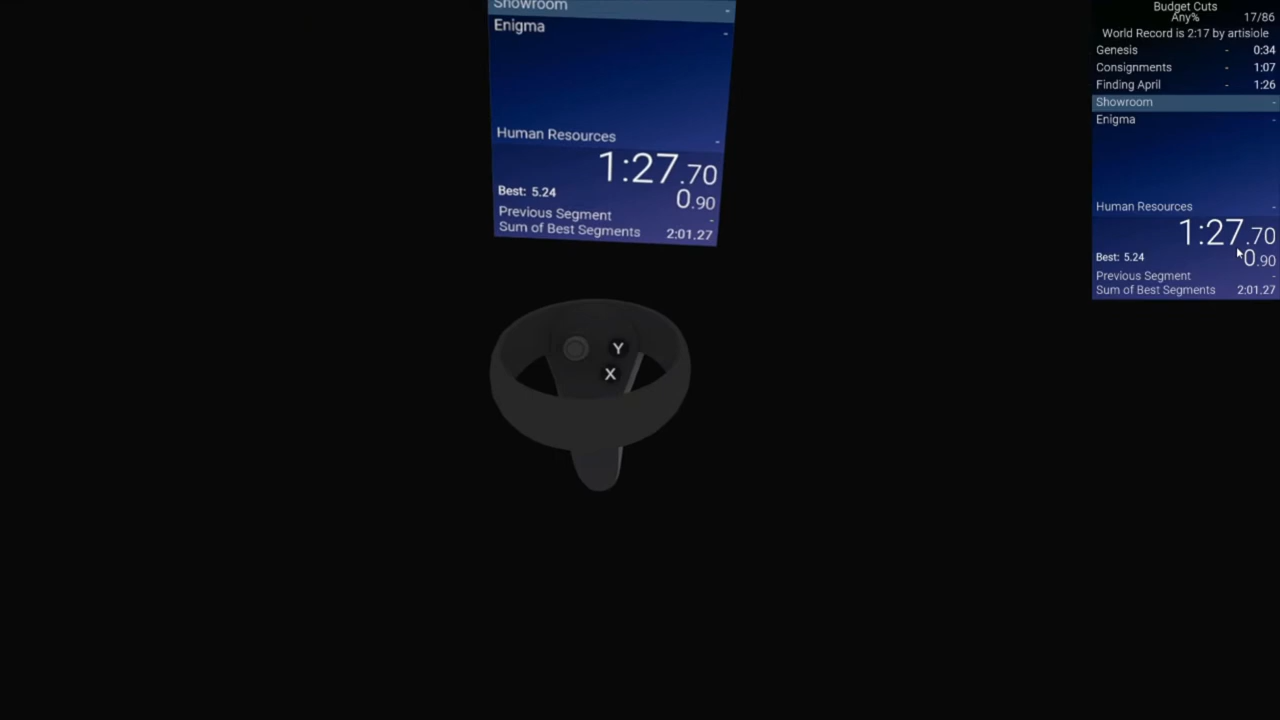 Showroom -
Enigma -
Human Resources -
1:27.70
Best: 5.24 0.90
Previous Segment -
Sum of Best Segments 2:01.27
Y
X
Budget Cuts
Any% 17/86
World Record is 2:17 by artisiole
Genesis - 0:34
Consignments - 1:07
Finding April - 1:26
Showroom -
Enigma -
Human Resources -
1:27.70
Best: 5.24 0.90
Previous Segment -
Sum of Best Segments 2:01.27